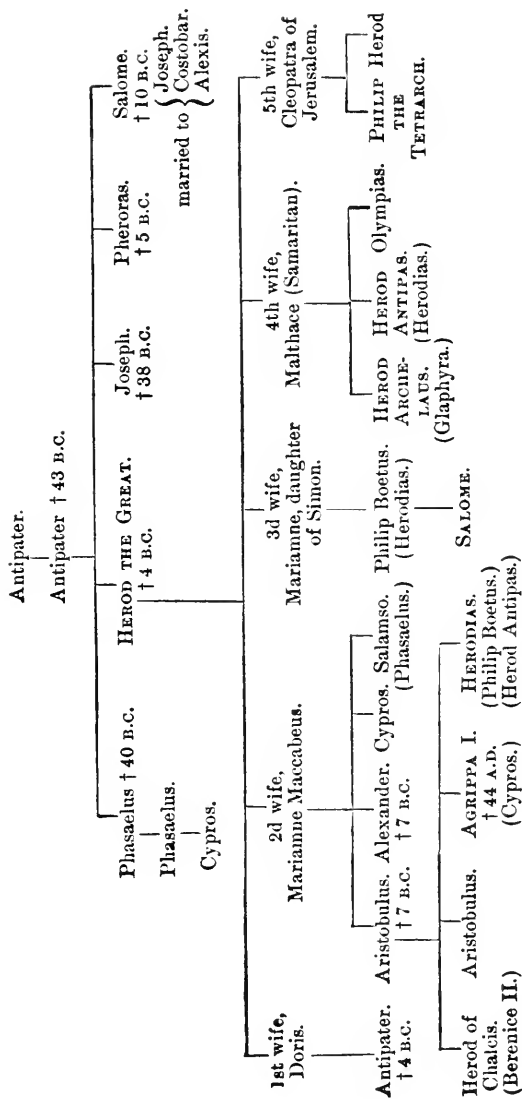 Antipater.
Antipater † 43 B.C.
Phasaelus † 40 B.C.
Phasaelus.
Cypros.
HEROD THE GREAT.
† 4 B.C.
Joseph.
† 38 B.C.
Pheroras.
† 5 B.C.
Salome.
† 10 B.C.
married to { Joseph.
Costobar.
Alexis.
1st wife,
Doris.
2d wife,
Mariamne Maccabeus.
3d wife,
Mariamne, daughter
of Simon.
4th wife,
Malthace (Samaritan).
5th wife,
Cleopatra of
Jerusalem.
Antipater.
† 4 B.C.
Aristobulus.
† 7 B.C.
Alexander.
† 7 B.C.
Cypros.
Salamso.
(Phasaelus.)
Philip Boetus.
(Herodias.)
SALOME.
HEROD
ARCHE-
LAUS.
(Glaphyra.)
HEROD
ANTIPAS.
(Herodias.)
Olympias.
PHILIP
THE
TETRARCH.
Herod
Herod of
Chalcis.
(Berenice II.)
Aristobulus.
AGRIPPA I.
† 44 A.D.
(Cypros.)
HERODIAS.
(Philip Boetus.)
(Herod Antipas.)